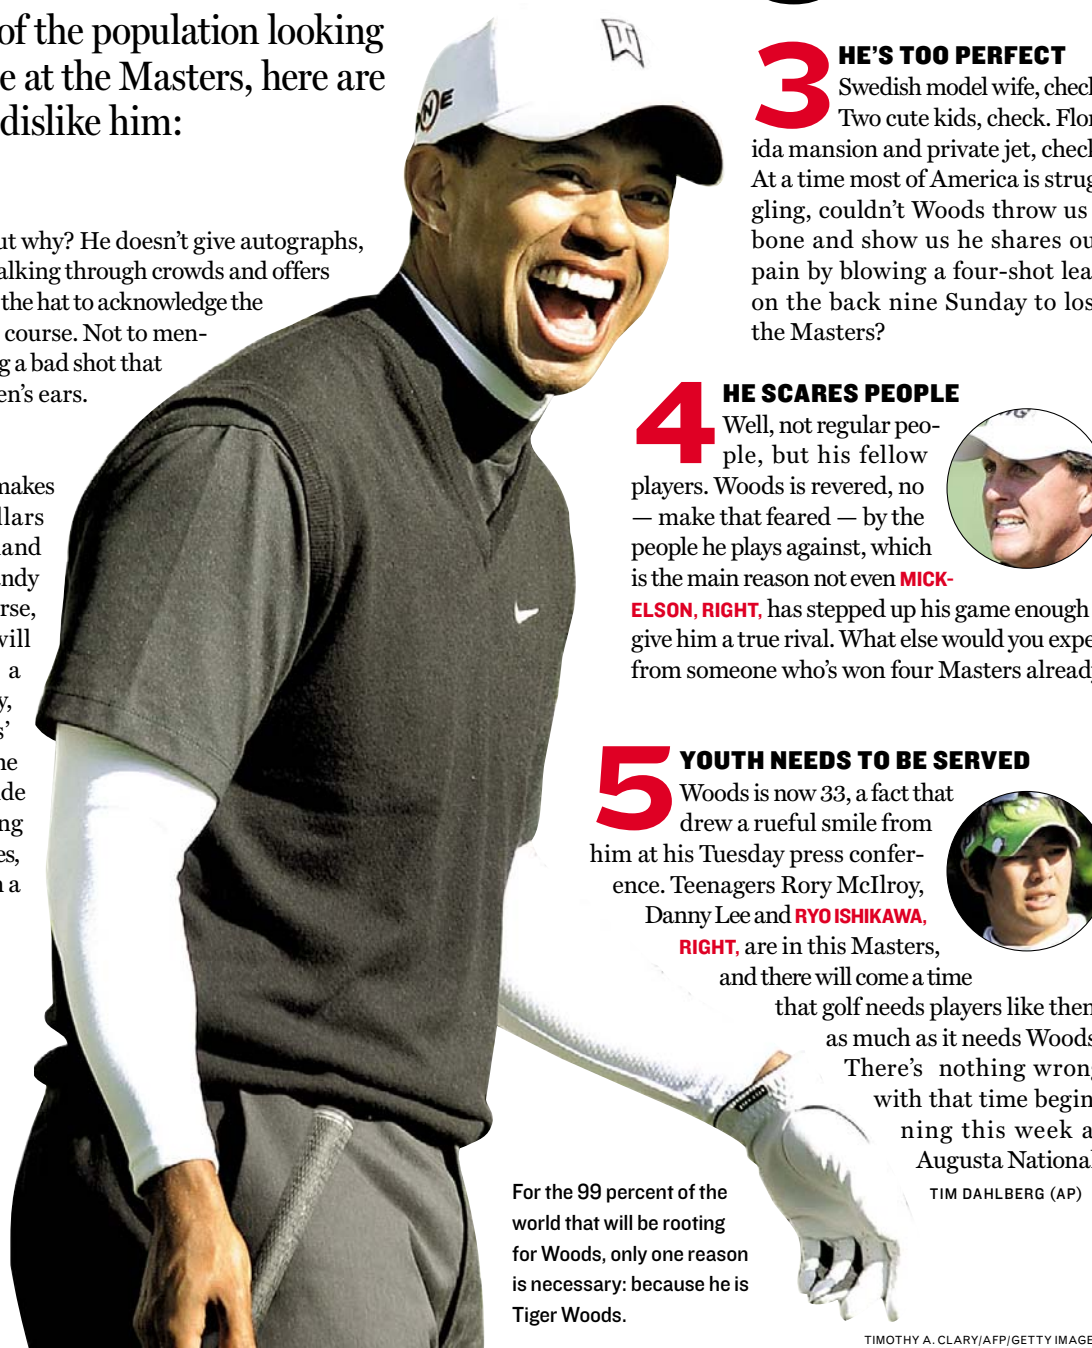 of the population looking
e at the Masters, here are
dislike him:
ut why? He doesn't give autographs,
alking through crowds and offers
the hat to acknowledge the
course. Not to men-
g a bad shot that
en's ears.
makes
llars
and
ndy
rse,
will
a
y,
s'
ne
de
ng
es,
n a
NE
TW
3
HE'S TOO PERFECT
Swedish model wife, check
Two cute kids, check. Flor
ida mansion and private jet, check
At a time most of America is strug
gling, couldn't Woods throw us
bone and show us he shares ou
pain by blowing a four-shot lea
on the back nine Sunday to los
the Masters?
4
HE SCARES PEOPLE
Well, not regular peo-
ple, but his fellow
players. Woods is revered, no
— make that feared — by the
people he plays against, which
is the main reason not even MICK-
ELSON, RIGHT, has stepped up his game enough
give him a true rival. What else would you expe
from someone who's won four Masters already
5
YOUTH NEEDS TO BE SERVED
Woods is now 33, a fact that
drew a rueful smile from
him at his Tuesday press confer-
ence. Teenagers Rory McIlroy,
Danny Lee and RYO ISHIKAWA,
RIGHT, are in this Masters,
and there will come a time
that golf needs players like them
as much as it needs Woods
There's nothing wrong
with that time begin
ning this week a
Augusta National
TIM DAHLBERG (AP)
For the 99 percent of the
world that will be rooting
for Woods, only one reason
is necessary: because he is
Tiger Woods.
TIMOTHY A. CLARY/AFP/GETTY IMAGE